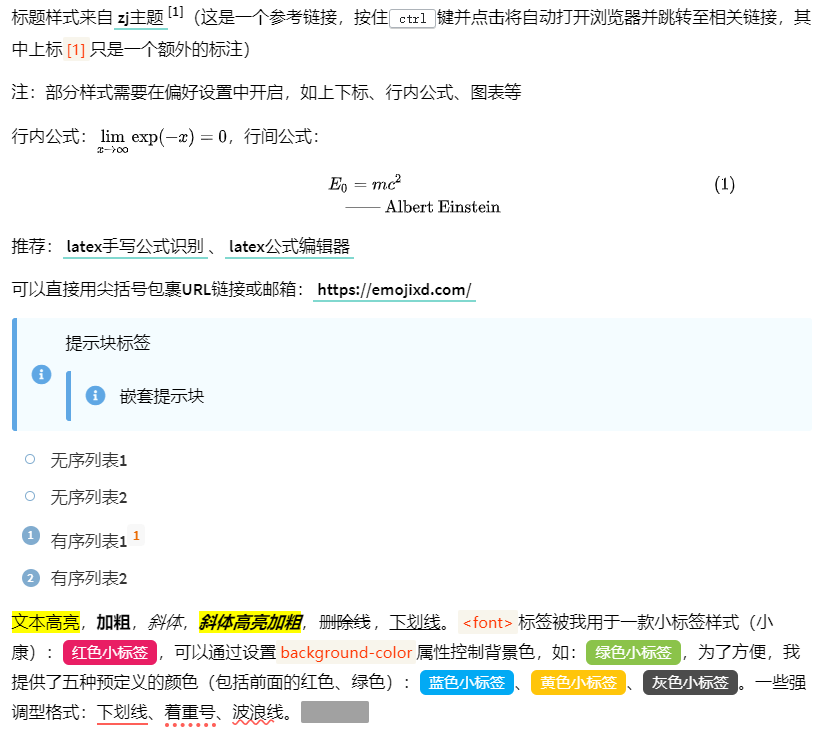 标题样式来自 zj主题 [1]（这是一个参考链接，按住 ctrl 键并点击将自动打开浏览器并跳转至相关链接，其
中上标 [1] 只是一个额外的标注）
注：部分样式需要在偏好设置中开启，如上下标、行内公式、图表等
行内公式：lim x→∞ exp(−x) = 0，行间公式：
E₀ = mc² (1)
—— Albert Einstein
推荐：latex手写公式识别、latex公式编辑器
可以直接用尖括号包裹URL链接或邮箱：https://emojixd.com/
提示块标签
嵌套提示块
无序列表1
无序列表2
1 有序列表1 1
2 有序列表2
文本高亮，加粗，斜体，斜体高亮加粗，删除线，下划线。<font> 标签被我用于一款小标签样式（小
康）：红色小标签，可以通过设置 background-color 属性控制背景色，如：绿色小标签，为了方便，我
提供了五种预定义的颜色（包括前面的红色、绿色）：蓝色小标签、黄色小标签、灰色小标签。一些强
调型格式：下划线、着重号、波浪线。